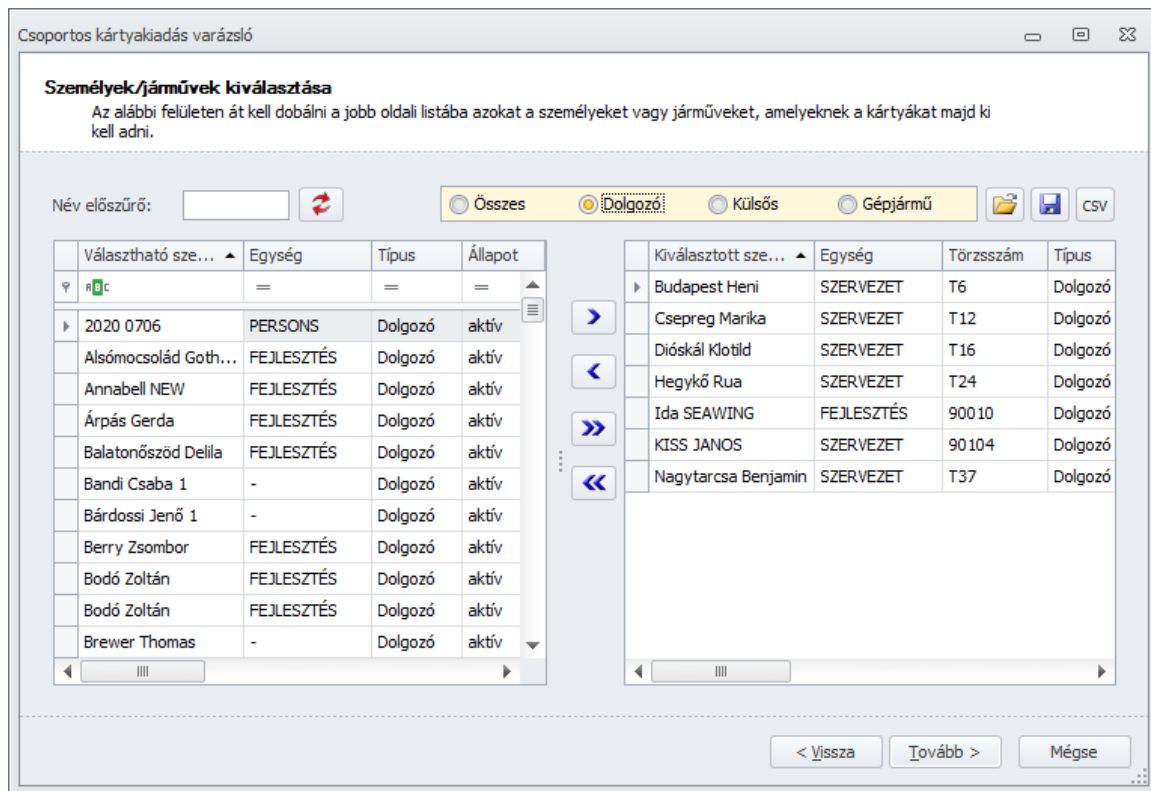 Csoportos kártyakiadás varázsló
Személyek/járművek kiválasztása
Az alábbi felületen át kell dobálni a jobb oldali listába azokat a személyeket vagy járműveket, amelyeknek a kártyákat majd ki
kell adni.
Név előszűrő:
Összes Dolgozó Külsős Gépjármű CSV
Választható sze... Egység Típus Állapot
ABC = = =
2020 0706 PERSONS Dolgozó aktív
Alsómocsolád Goth... FEJLESZTÉS Dolgozó aktív
Annabell NEW FEJLESZTÉS Dolgozó aktív
Árpás Gerda FEJLESZTÉS Dolgozó aktív
Balatonőszöd Delila FEJLESZTÉS Dolgozó aktív
Bandi Csaba 1 - Dolgozó aktív
Bárdossi Jenő 1 - Dolgozó aktív
Berry Zsombor FEJLESZTÉS Dolgozó aktív
Bodó Zoltán FEJLESZTÉS Dolgozó aktív
Bodó Zoltán FEJLESZTÉS Dolgozó aktív
Brewer Thomas - Dolgozó aktív
Kiválasztott sze... Egység Törzsszám Típus
Budapest Heni SZERVEZET T6 Dolgozó
Csepreg Marika SZERVEZET T12 Dolgozó
Dióskál Klotild SZERVEZET T16 Dolgozó
Hegykő Rua SZERVEZET T24 Dolgozó
Ida SEAWING FEJLESZTÉS 90010 Dolgozó
KISS JANOS SZERVEZET 90104 Dolgozó
Nagytarcsa Benjamin SZERVEZET T37 Dolgozó
< Vissza Tovább > Mégse